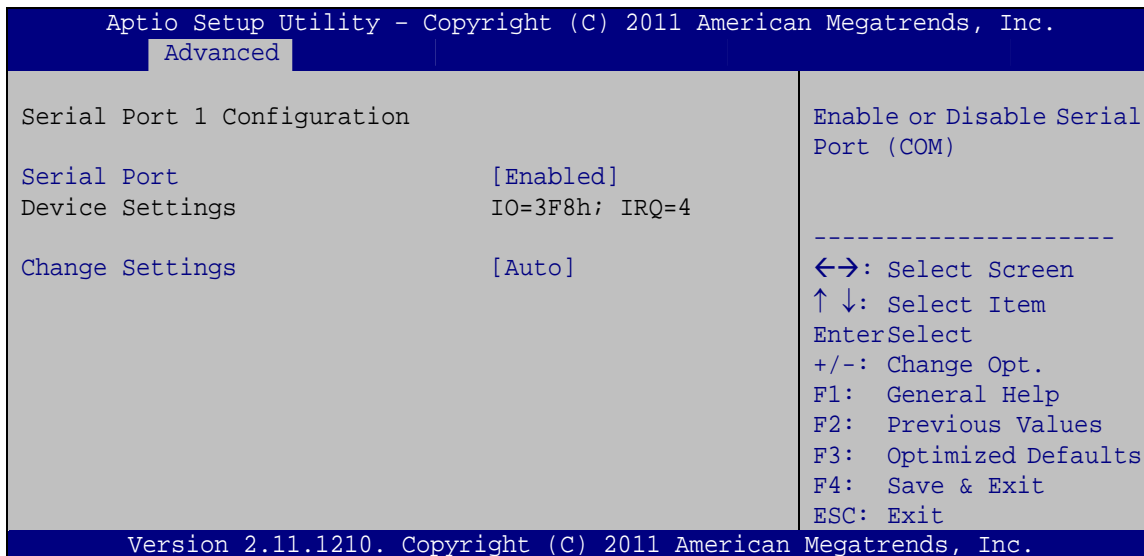 Aptio Setup Utility – Copyright (C) 2011 American Megatrends, Inc.
Advanced
Serial Port 1 Configuration
Serial Port [Enabled]
Device Settings IO=3F8h; IRQ=4
Change Settings [Auto]
Enable or Disable Serial
Port (COM)
---------------------
←→: Select Screen
↑ ↓: Select Item
EnterSelect
+/-: Change Opt.
F1: General Help
F2: Previous Values
F3: Optimized Defaults
F4: Save & Exit
ESC: Exit
Version 2.11.1210. Copyright (C) 2011 American Megatrends, Inc.